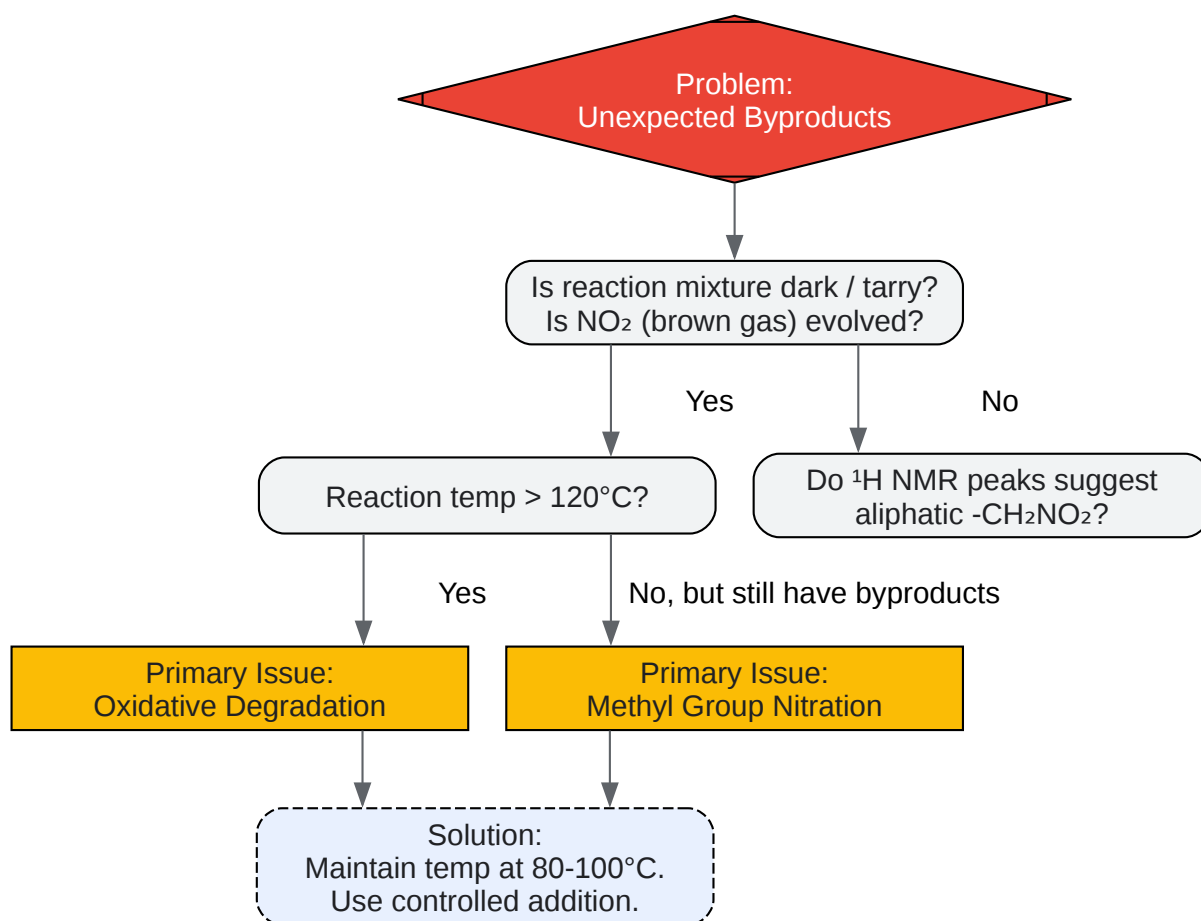 Problem:
Unexpected Byproducts
Is reaction mixture dark / tarry?
Is NO₂ (brown gas) evolved?
Yes
No
Reaction temp > 120°C?
Do ¹H NMR peaks suggest
aliphatic -CH₂NO₂?
Yes
No, but still have byproducts
Primary Issue:
Oxidative Degradation
Primary Issue:
Methyl Group Nitration
Solution:
Maintain temp at 80-100°C.
Use controlled addition.